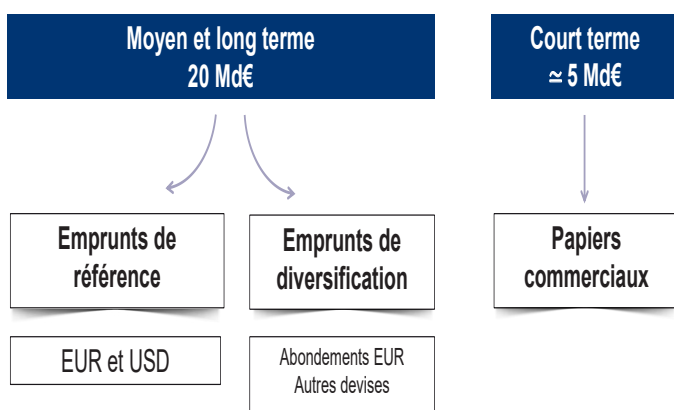 Moyen et long terme
20 Md€
Court terme
≃ 5 Md€
Emprunts de
référence
Emprunts de
diversification
Papiers
commerciaux
EUR et USD
Abondements EUR
Autres devises